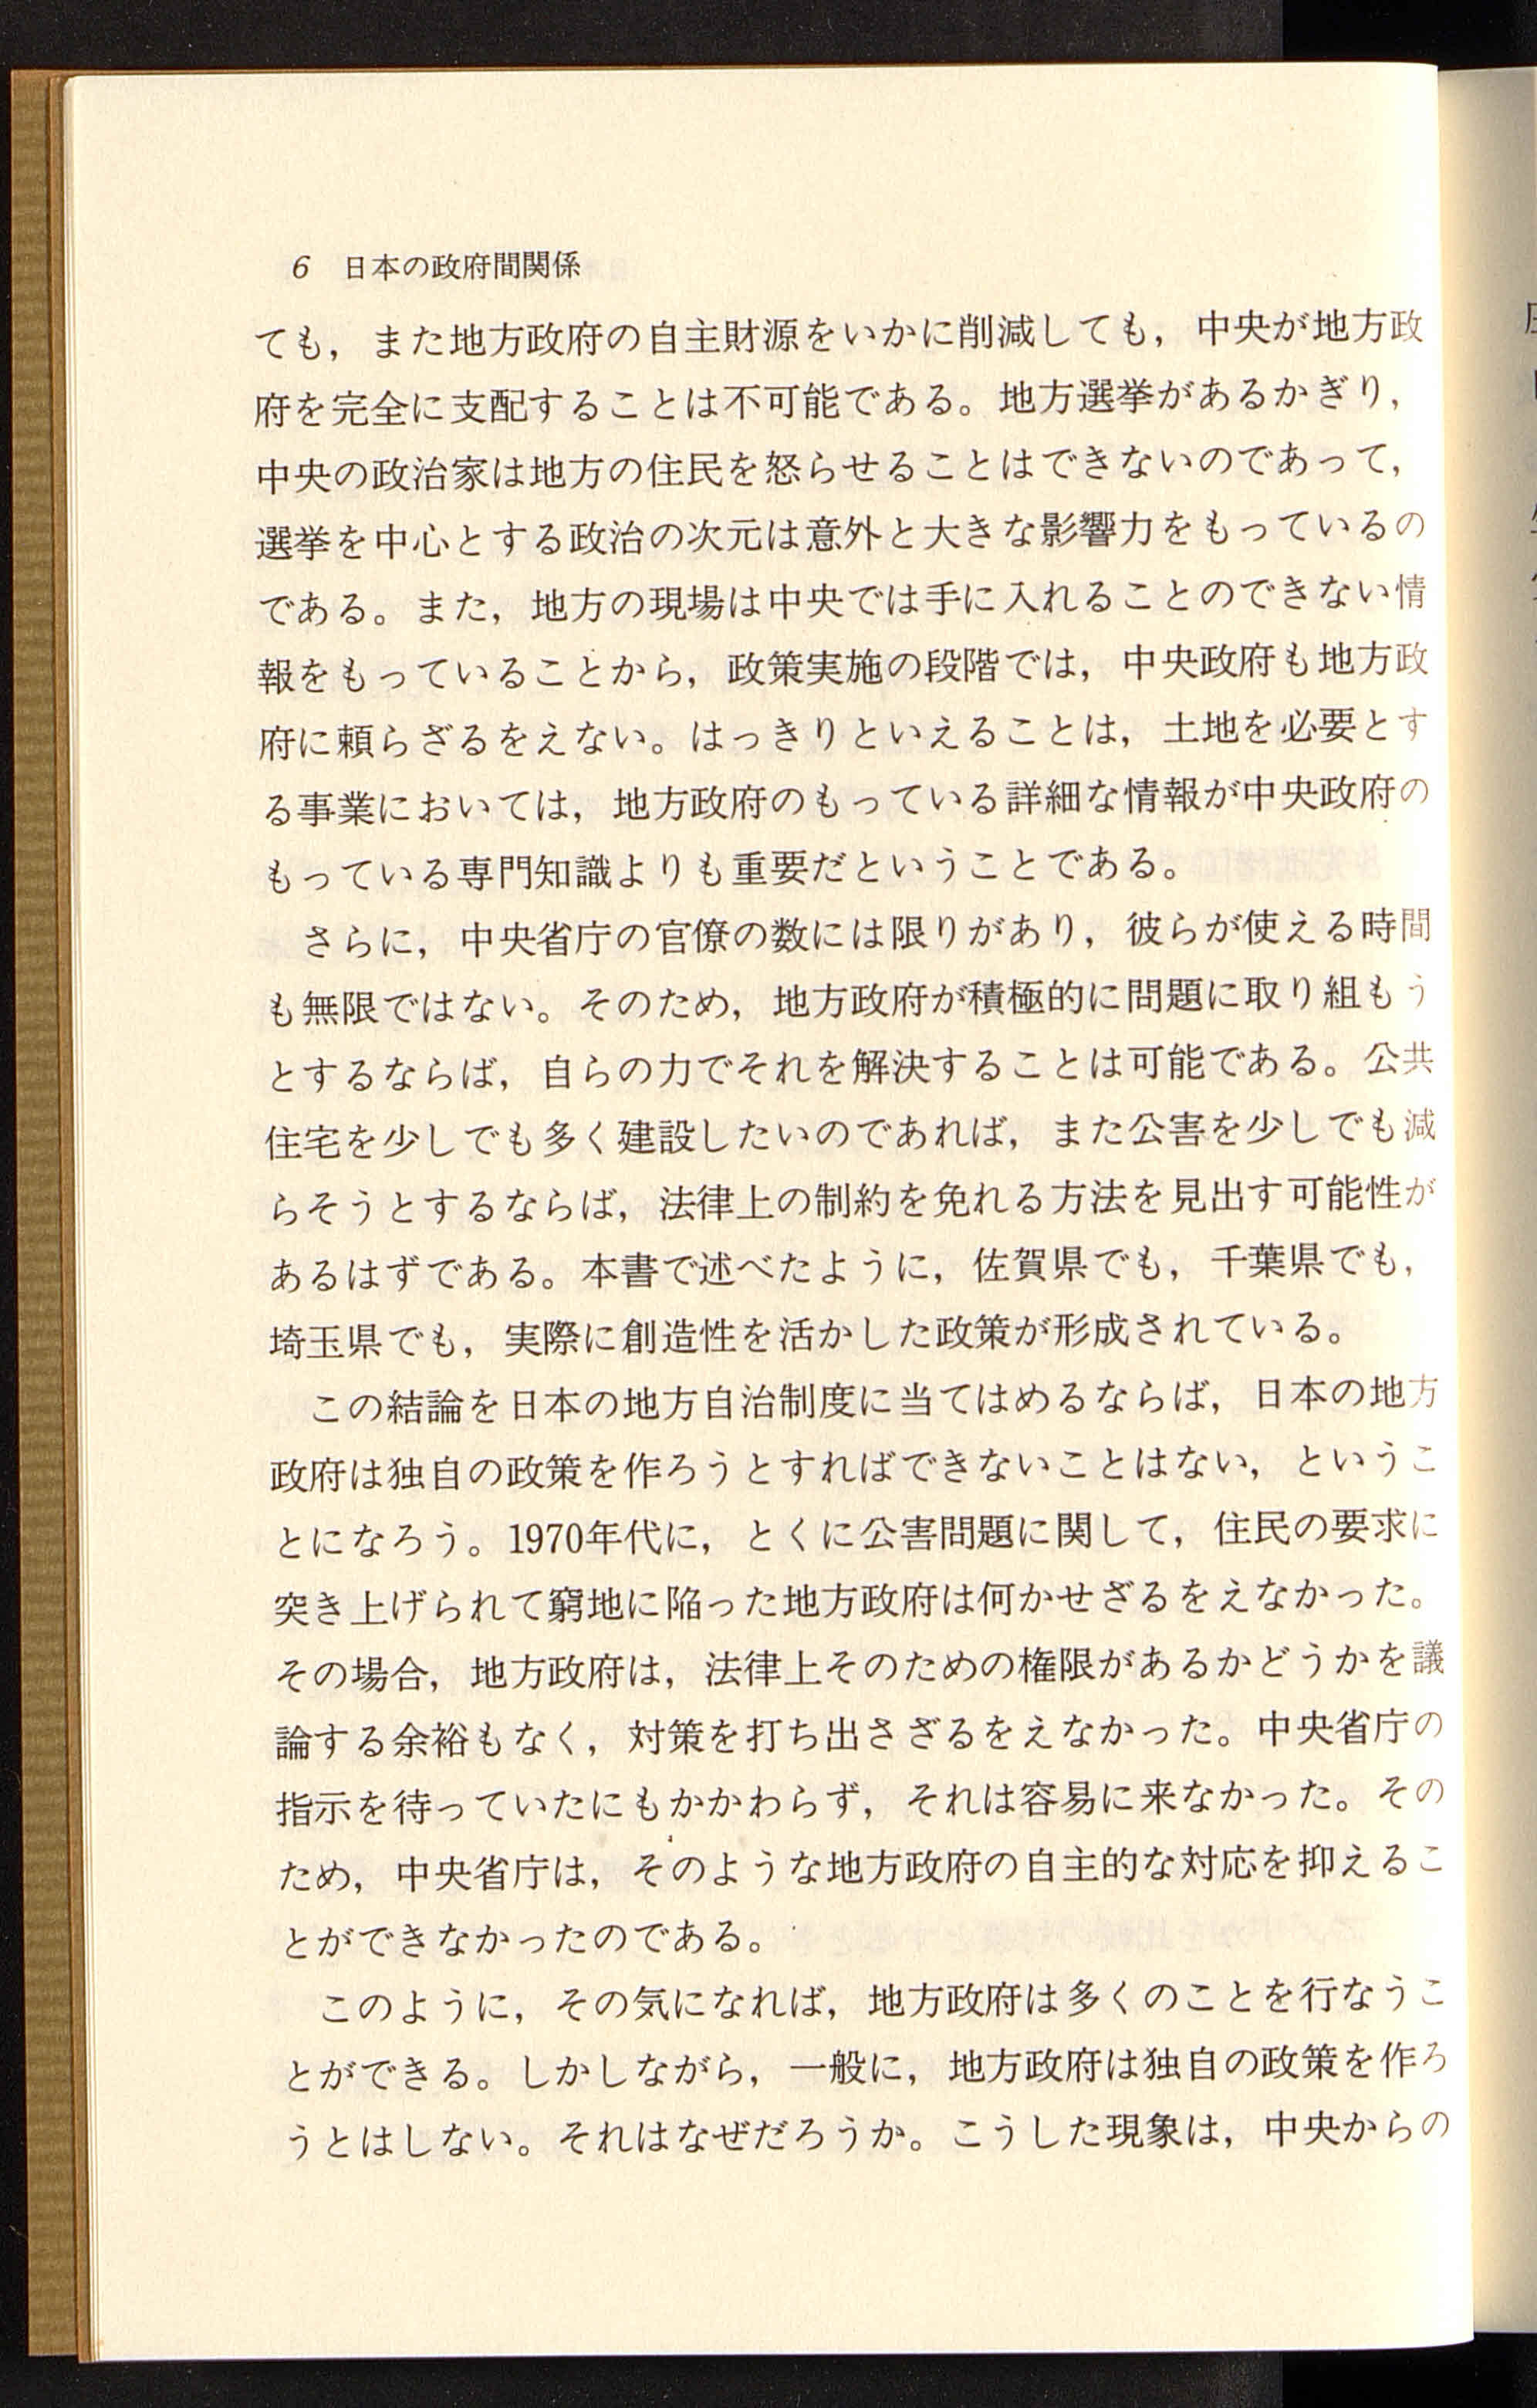 6 日本の政府間関係
ても，また地方政府の自主財源をいかに削減しても，中央が地方政
府を完全に支配することは不可能である。地方選挙があるかぎり，
中央の政治家は地方の住民を怒らせることはできないのであって，
選挙を中心とする政治の次元は意外と大きな影響力をもっているの
である。また，地方の現場は中央では手に入れることのできない情
報をもっていることから，政策実施の段階では，中央政府も地方政
府に頼らざるをえない。はっきりといえることは，土地を必要とす
る事業においては，地方政府のもっている詳細な情報が中央政府の
もっている専門知識よりも重要だということである。
さらに，中央省庁の官僚の数には限りがあり，彼らが使える時間
も無限ではない。そのため，地方政府が積極的に問題に取り組もう
とするならば，自らの力でそれを解決することは可能である。公共
住宅を少しでも多く建設したいのであれば，また公害を少しでも減
らそうとするならば，法律上の制約を免れる方法を見出す可能性が
あるはずである。本書で述べたように，佐賀県でも，千葉県でも，
埼玉県でも，実際に創造性を活かした政策が形成されている。
この結論を日本の地方自治制度に当てはめるならば，日本の地方
政府は独自の政策を作ろうとすればできないことはない，というこ
とになろう。1970年代に，とくに公害問題に関して，住民の要求に
突き上げられて窮地に陥った地方政府は何かせざるをえなかった。
その場合，地方政府は，法律上そのための権限があるかどうかを議
論する余裕もなく，対策を打ち出さざるをえなかった。中央省庁の
指示を待っていたにもかかわらず，それは容易に来なかった。その
ため，中央省庁は，そのような地方政府の自主的な対応を抑えるこ
とができなかったのである。
このように，その気になれば，地方政府は多くのことを行なうこ
とができる。しかしながら，一般に，地方政府は独自の政策を作ろ
うとはしない。それはなぜだろうか。こうした現象は，中央からの